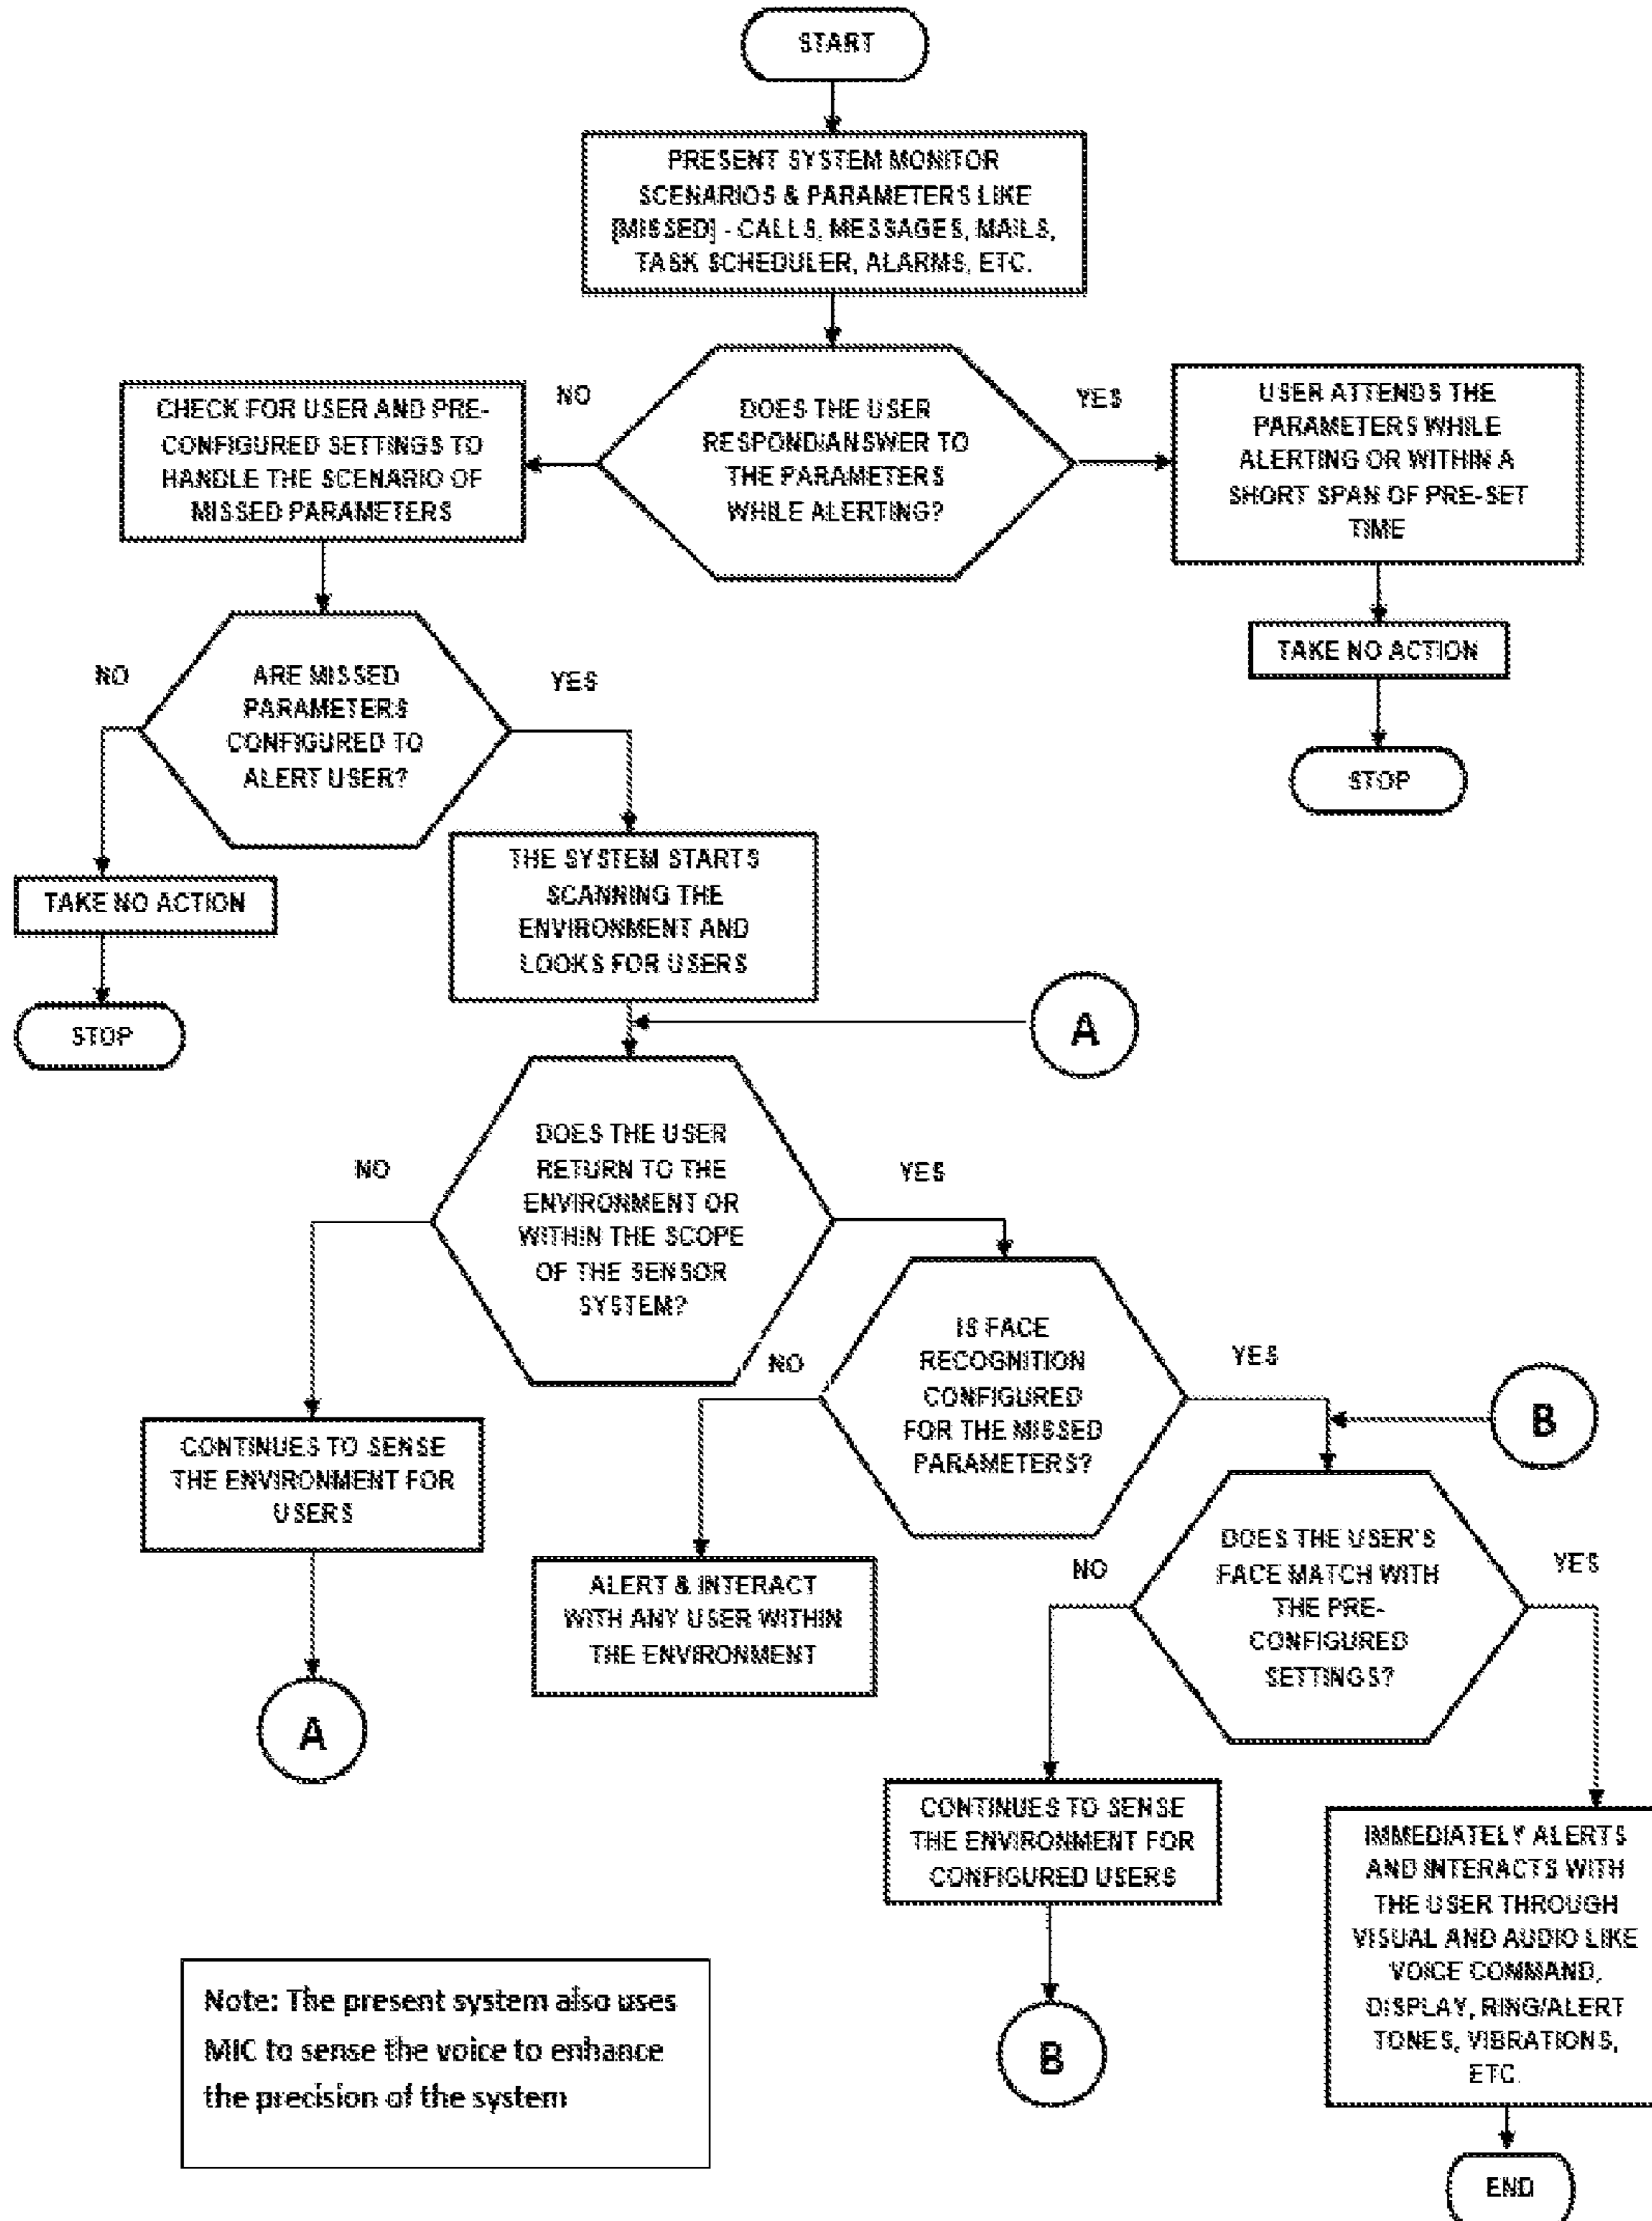 START
PRESENT SYSTEM MONITOR
SCENARIOS & PARAMETERS LIKE
[MISSED] - CALLS, MESSAGES, MAILS,
TASK SCHEDULER, ALARMS, ETC.
NO
YES
DOES THE USER
RESPOND/ANSWER TO
THE PARAMETERS
WHILE ALERTING?
CHECK FOR USER AND PRE-
CONFIGURED SETTINGS TO
HANDLE THE SCENARIO OF
MISSED PARAMETERS
USER ATTENDS THE
PARAMETERS WHILE
ALERTING OR WITHIN A
SHORT SPAN OF PRE-SET
TIME
TAKE NO ACTION
STOP
NO
YES
ARE MISSED
PARAMETERS
CONFIGURED TO
ALERT USER?
TAKE NO ACTION
STOP
THE SYSTEM STARTS
SCANNING THE
ENVIRONMENT AND
LOOKS FOR USERS
A
NO
YES
DOES THE USER
RETURN TO THE
ENVIRONMENT OR
WITHIN THE SCOPE
OF THE SENSOR
SYSTEM?
CONTINUES TO SENSE
THE ENVIRONMENT FOR
USERS
A
NO
YES
IS FACE
RECOGNITION
CONFIGURED
FOR THE MISSED
PARAMETERS?
B
ALERT & INTERACT
WITH ANY USER WITHIN
THE ENVIRONMENT
NO
YES
DOES THE USER'S
FACE MATCH WITH
THE PRE-
CONFIGURED
SETTINGS?
CONTINUES TO SENSE
THE ENVIRONMENT FOR
CONFIGURED USERS
B
IMMEDIATELY ALERTS
AND INTERACTS WITH
THE USER THROUGH
VISUAL AND AUDIO LIKE
VOICE COMMAND,
DISPLAY, RING/ALERT
TONES, VIBRATIONS,
ETC.
END
Note: The present system also uses
MIC to sense the voice to enhance
the precision of the system